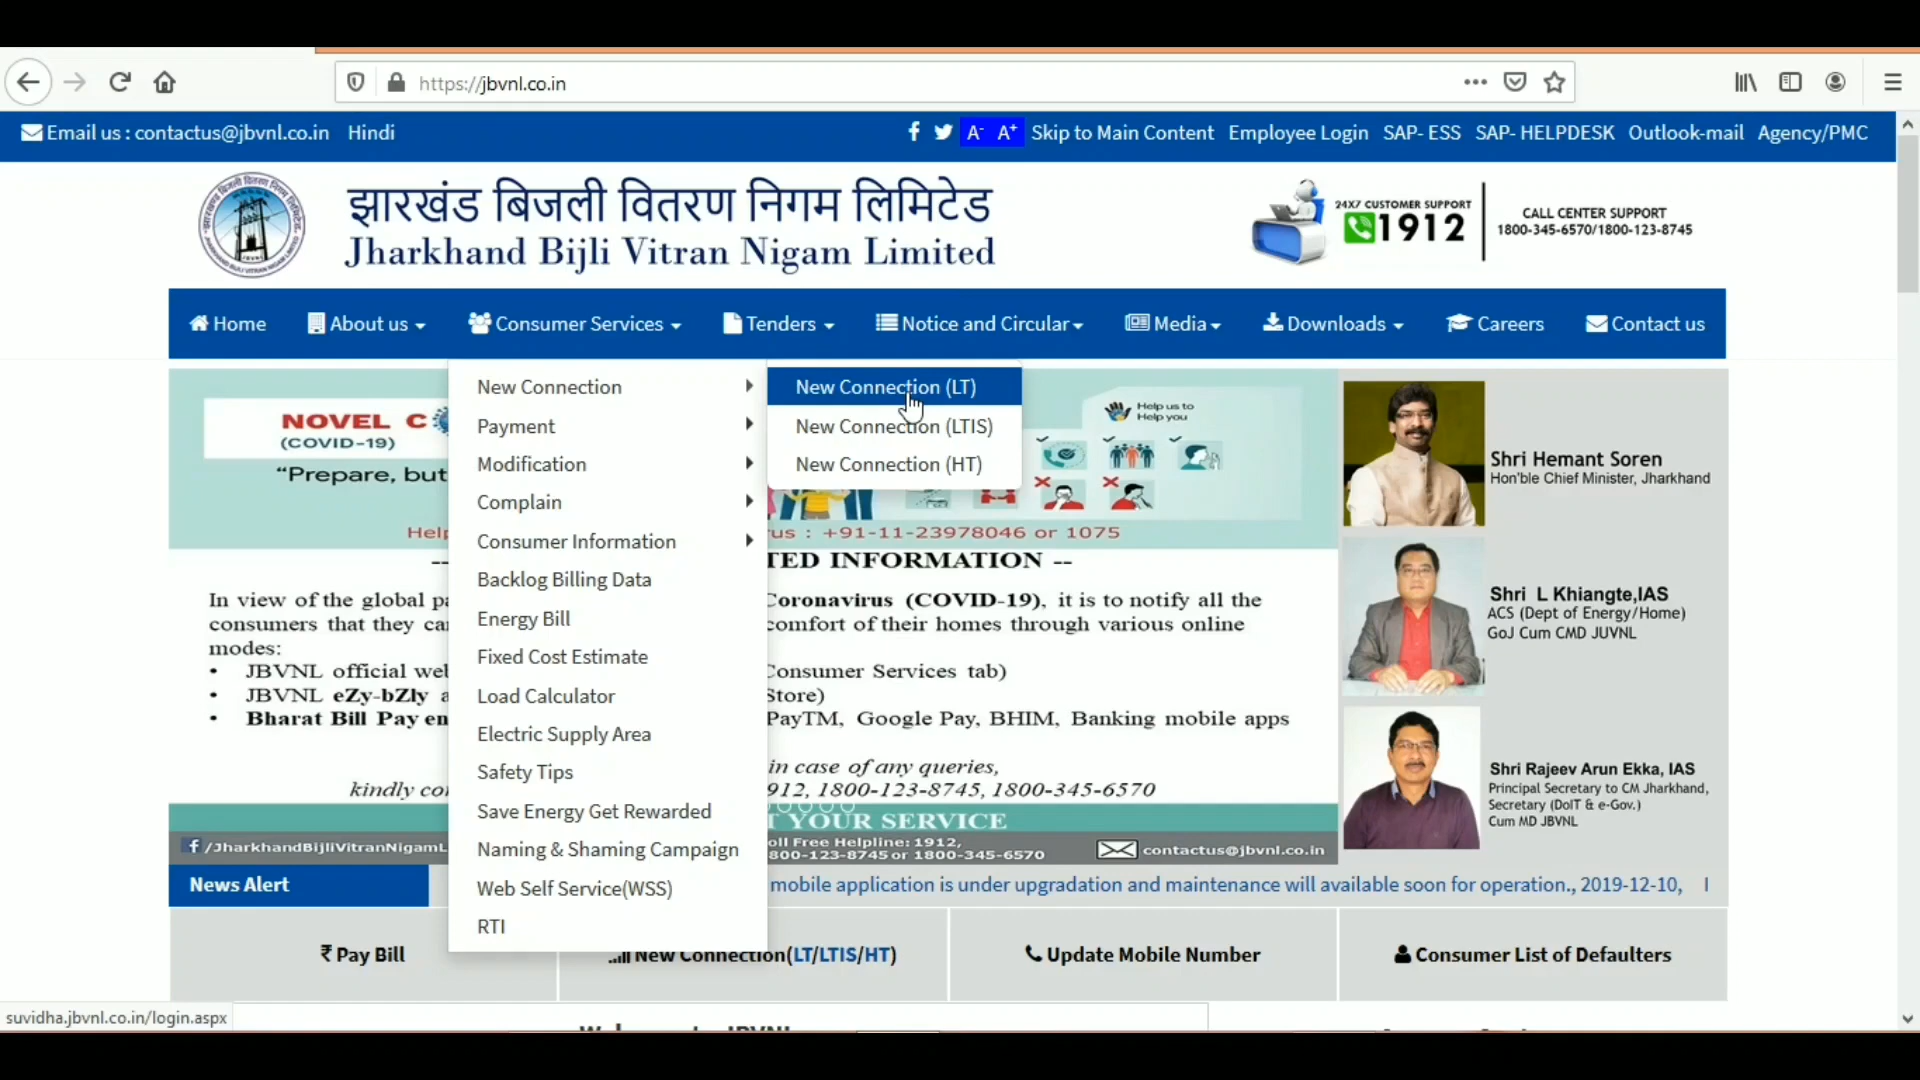 https://jbvnl.co.in
Email us : contactus@jbvnl.co.in Hindi
A- A+ Skip to Main Content Employee Login SAP- ESS SAP- HELPDESK Outlook-mail Agency/PMC
झारखंड बिजली वितरण निगम लिमिटेड
Jharkhand Bijli Vitran Nigam Limited
24X7 CUSTOMER SUPPORT
1912
CALL CENTER SUPPORT
1800-345-6570/1800-123-8745
Home About us Consumer Services Tenders Notice and Circular Media Downloads Careers Contact us
New Connection
Payment
Modification
Complain
Consumer Information
Backlog Billing Data
Energy Bill
Fixed Cost Estimate
Load Calculator
Electric Supply Area
Safety Tips
Save Energy Get Rewarded
Naming & Shaming Campaign
Web Self Service(WSS)
RTI
New Connection (LT)
New Connection (LTIS)
New Connection (HT)
NOVEL C
(COVID-19)
"Prepare, but
Help us to
Help you
Help
us : +91-11-23978046 or 1075
-- TED INFORMATION --
In view of the global pa Coronavirus (COVID-19), it is to notify all the
consumers that they ca comfort of their homes through various online
modes:
• JBVNL official we Consumer Services tab)
• JBVNL eZy-bZly a Store)
• Bharat Bill Pay en PayTM, Google Pay, BHIM, Banking mobile apps
in case of any queries,
kindly co 912, 1800-123-8745, 1800-345-6570
T YOUR SERVICE
/JharkhandBijliVitranNigamL
oll Free Helpline: 1912,
800-123-8745 or 1800-345-6570
contactus@jbvnl.co.in
Shri Hemant Soren
Hon'ble Chief Minister, Jharkhand
Shri L Khiangte,IAS
ACS (Dept of Energy/Home)
GoJ Cum CMD JUVNL
Shri Rajeev Arun Ekka, IAS
Principal Secretary to CM Jharkhand,
Secretary (DoIT & e-Gov.)
Cum MD JBVNL
News Alert
mobile application is under upgradation and maintenance will available soon for operation., 2019-12-10,
₹ Pay Bill
New Connection(LT/LTIS/HT)
Update Mobile Number
Consumer List of Defaulters
suvidha.jbvnl.co.in/login.aspx